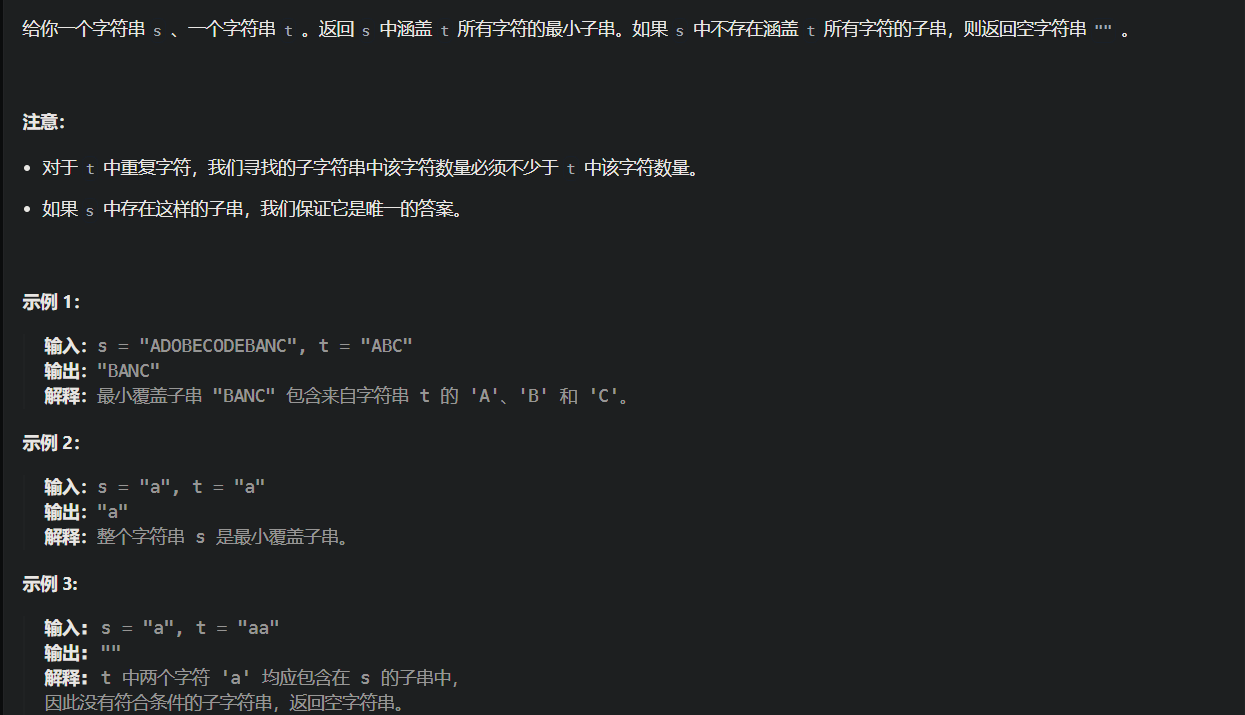 给你一个字符串 s 、一个字符串 t 。返回 s 中涵盖 t 所有字符的最小子串。如果 s 中不存在涵盖 t 所有字符的子串，则返回空字符串 "" 。
注意：
• 对于 t 中重复字符，我们寻找的子字符串中该字符数量必须不少于 t 中该字符数量。
• 如果 s 中存在这样的子串，我们保证它是唯一的答案。
示例 1：
输入：s = "ADOBECODEBANC", t = "ABC"
输出："BANC"
解释：最小覆盖子串 "BANC" 包含来自字符串 t 的 'A'、'B' 和 'C'。
示例 2：
输入：s = "a", t = "a"
输出："a"
解释：整个字符串 s 是最小覆盖子串。
示例 3:
输入: s = "a", t = "aa"
输出: ""
解释: t 中两个字符 'a' 均应包含在 s 的子串中，
因此没有符合条件的子字符串，返回空字符串。